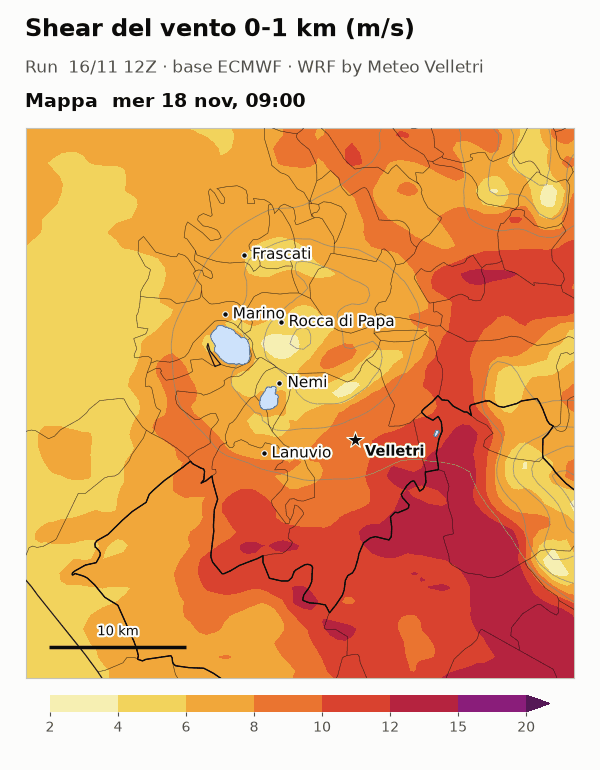 Shear del vento 0-1 km (m/s)
Run  16/11 12Z · base ECMWF · WRF by Meteo Velletri
Mappa  mer 18 nov, 09:00
Frascati
Marino
Rocca di Papa
Nemi
Velletri
Lanuvio
10 km
2 4 6 8 10 12 15 20